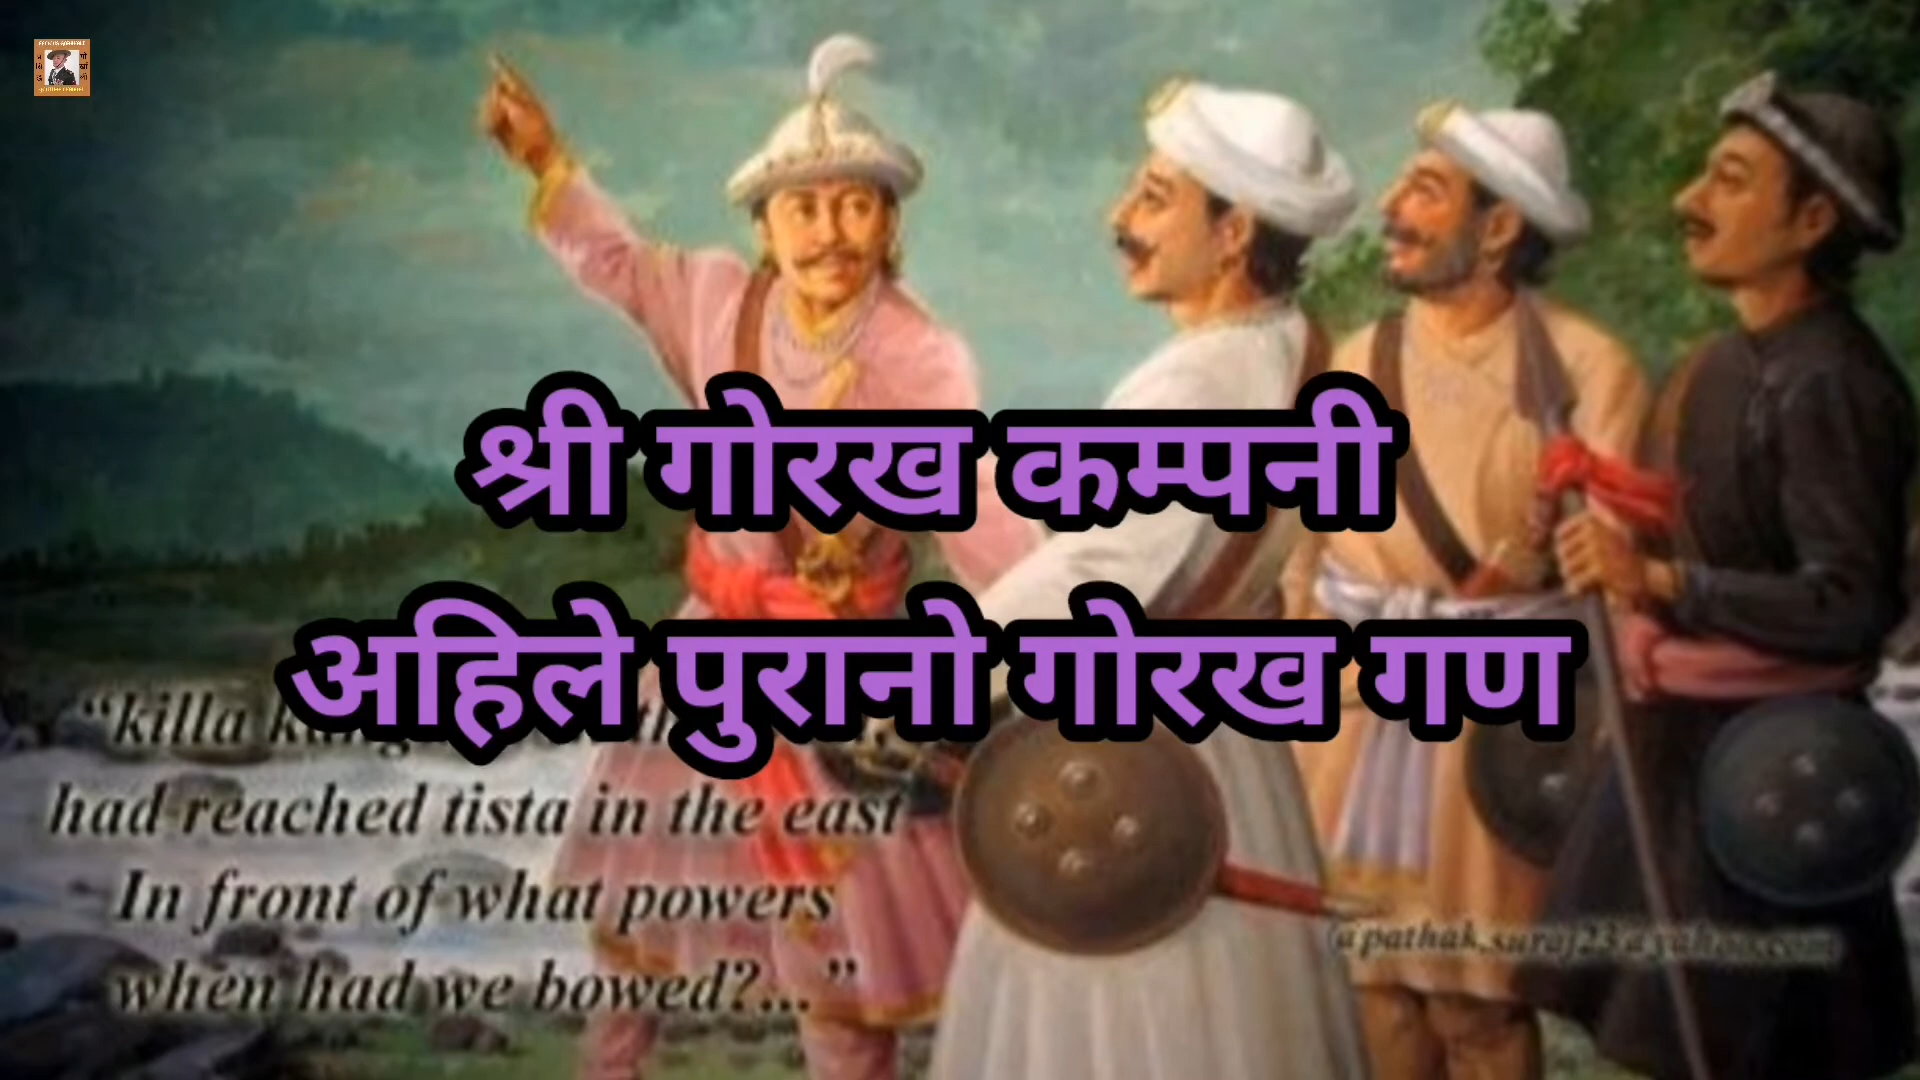 श्री गोरख कम्पनी
अहिले पुरानो गोरख गण
“killa
had reached tista in the east
In front of what powers
when had we bowed?...”